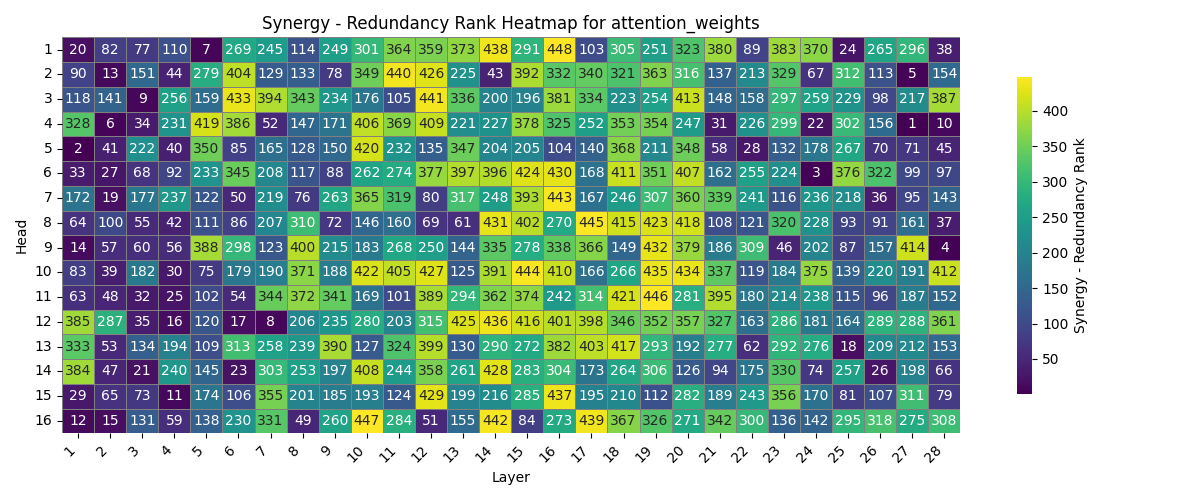 Synergy - Redundancy Rank Heatmap for attention_weights
1 20 82 77 110 7 269 245 114 249 301 364 359 373 438 291 448 103 305 251 323 380 89 383 370 24 265 296 38
2 90 13 151 44 279 404 129 133 78 349 440 426 225 43 392 332 340 321 363 316 137 213 329 67 312 113 5 154
3 118 141 9 256 159 433 394 343 234 176 105 441 336 200 196 381 334 223 254 413 148 158 297 259 229 98 217 387
4 328 6 34 231 419 386 52 147 171 406 369 409 221 227 378 325 252 353 354 247 31 226 299 22 302 156 1 10
5 2 41 222 40 350 85 165 128 150 420 232 135 347 204 205 104 140 368 211 348 58 28 132 178 267 70 71 45
6 33 27 68 92 233 345 208 117 88 262 274 377 397 396 424 430 168 411 351 407 162 255 224 3 376 322 99 97
7 172 19 177 237 122 50 219 76 263 365 319 80 317 248 393 443 167 246 307 360 339 241 116 236 218 36 95 143
8 64 100 55 42 111 86 207 310 72 146 160 69 61 431 402 270 445 415 423 418 108 121 320 228 93 91 161 37
9 14 57 60 56 388 298 123 400 215 183 268 250 144 335 278 338 366 149 432 379 186 309 46 202 87 157 414 4
10 83 39 182 30 75 179 190 371 188 422 405 427 125 391 444 410 166 266 435 434 337 119 184 375 139 220 191 412
11 63 48 32 25 102 54 344 372 341 169 101 389 294 362 374 242 314 421 446 281 395 180 214 238 115 96 187 152
12 385 287 35 16 120 17 8 206 235 280 203 315 425 436 416 401 398 346 352 357 327 163 286 181 164 289 288 361
13 333 53 134 194 109 313 258 239 390 127 324 399 130 290 272 382 403 417 293 192 277 62 292 276 18 209 212 153
14 384 47 21 240 145 23 303 253 197 408 244 358 261 428 283 304 173 264 306 126 94 175 330 74 257 26 198 66
15 29 65 73 11 174 106 355 201 185 193 124 429 199 216 285 437 195 210 112 282 189 243 356 170 81 107 311 79
16 12 15 131 59 138 230 331 49 260 447 284 51 155 442 84 273 439 367 326 271 342 300 136 142 295 318 275 308
1 2 3 4 5 6 7 8 9 10 11 12 13 14 15 16 17 18 19 20 21 22 23 24 25 26 27 28
Layer
Head
400
350
300
250
200
150
100
50
Synergy - Redundancy Rank